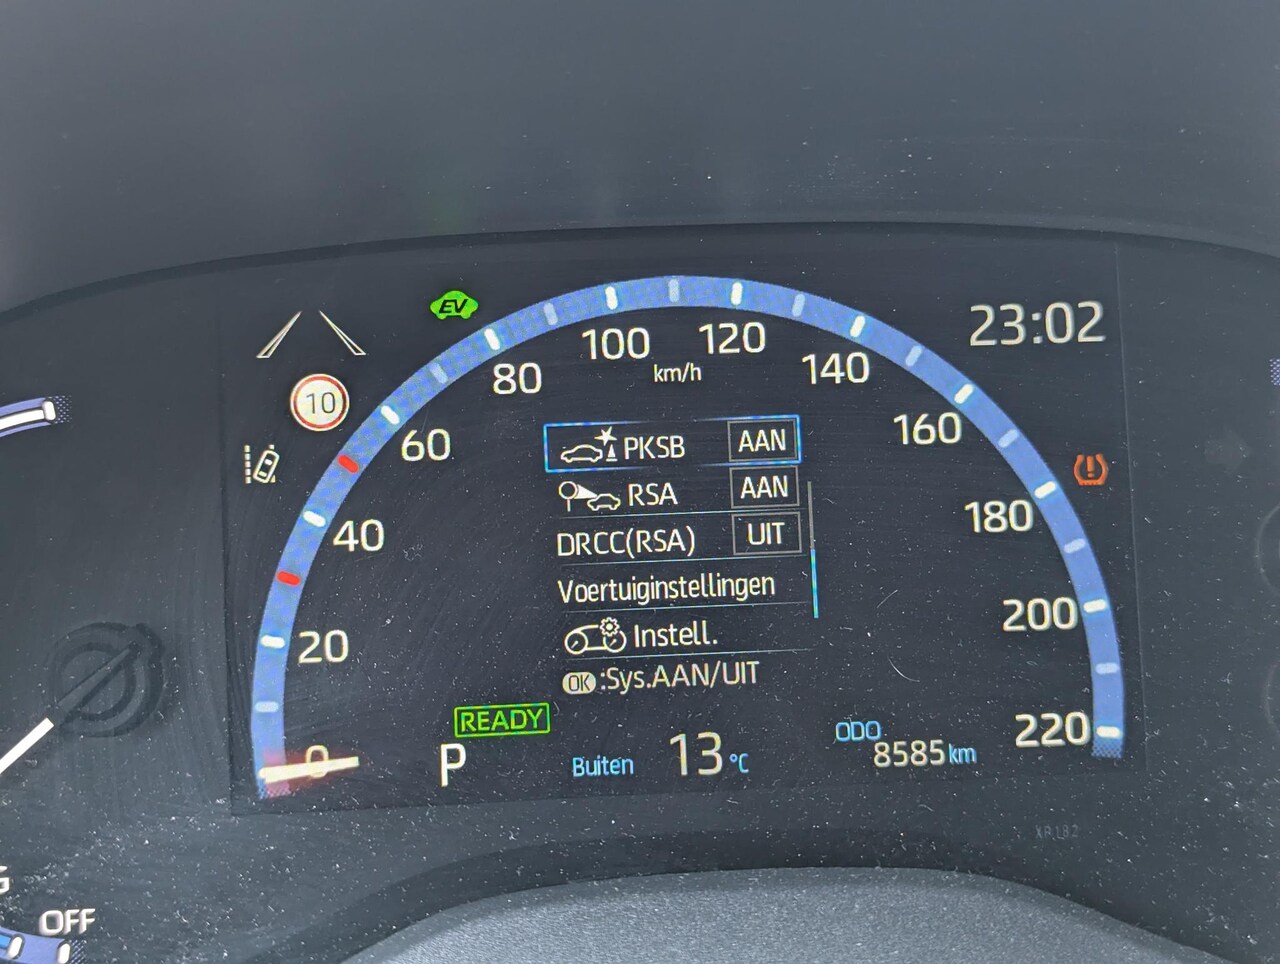 EV
23:02
10
0
20
40
60
80
100
120
140
160
180
200
220
km/h
PKSB AAN
RSA AAN
DRCC(RSA) UIT
Voertuiginstellingen
Instell.
OK :Sys.AAN/UIT
READY
P
Buiten 13 °C
ODO
8585 km
OFF